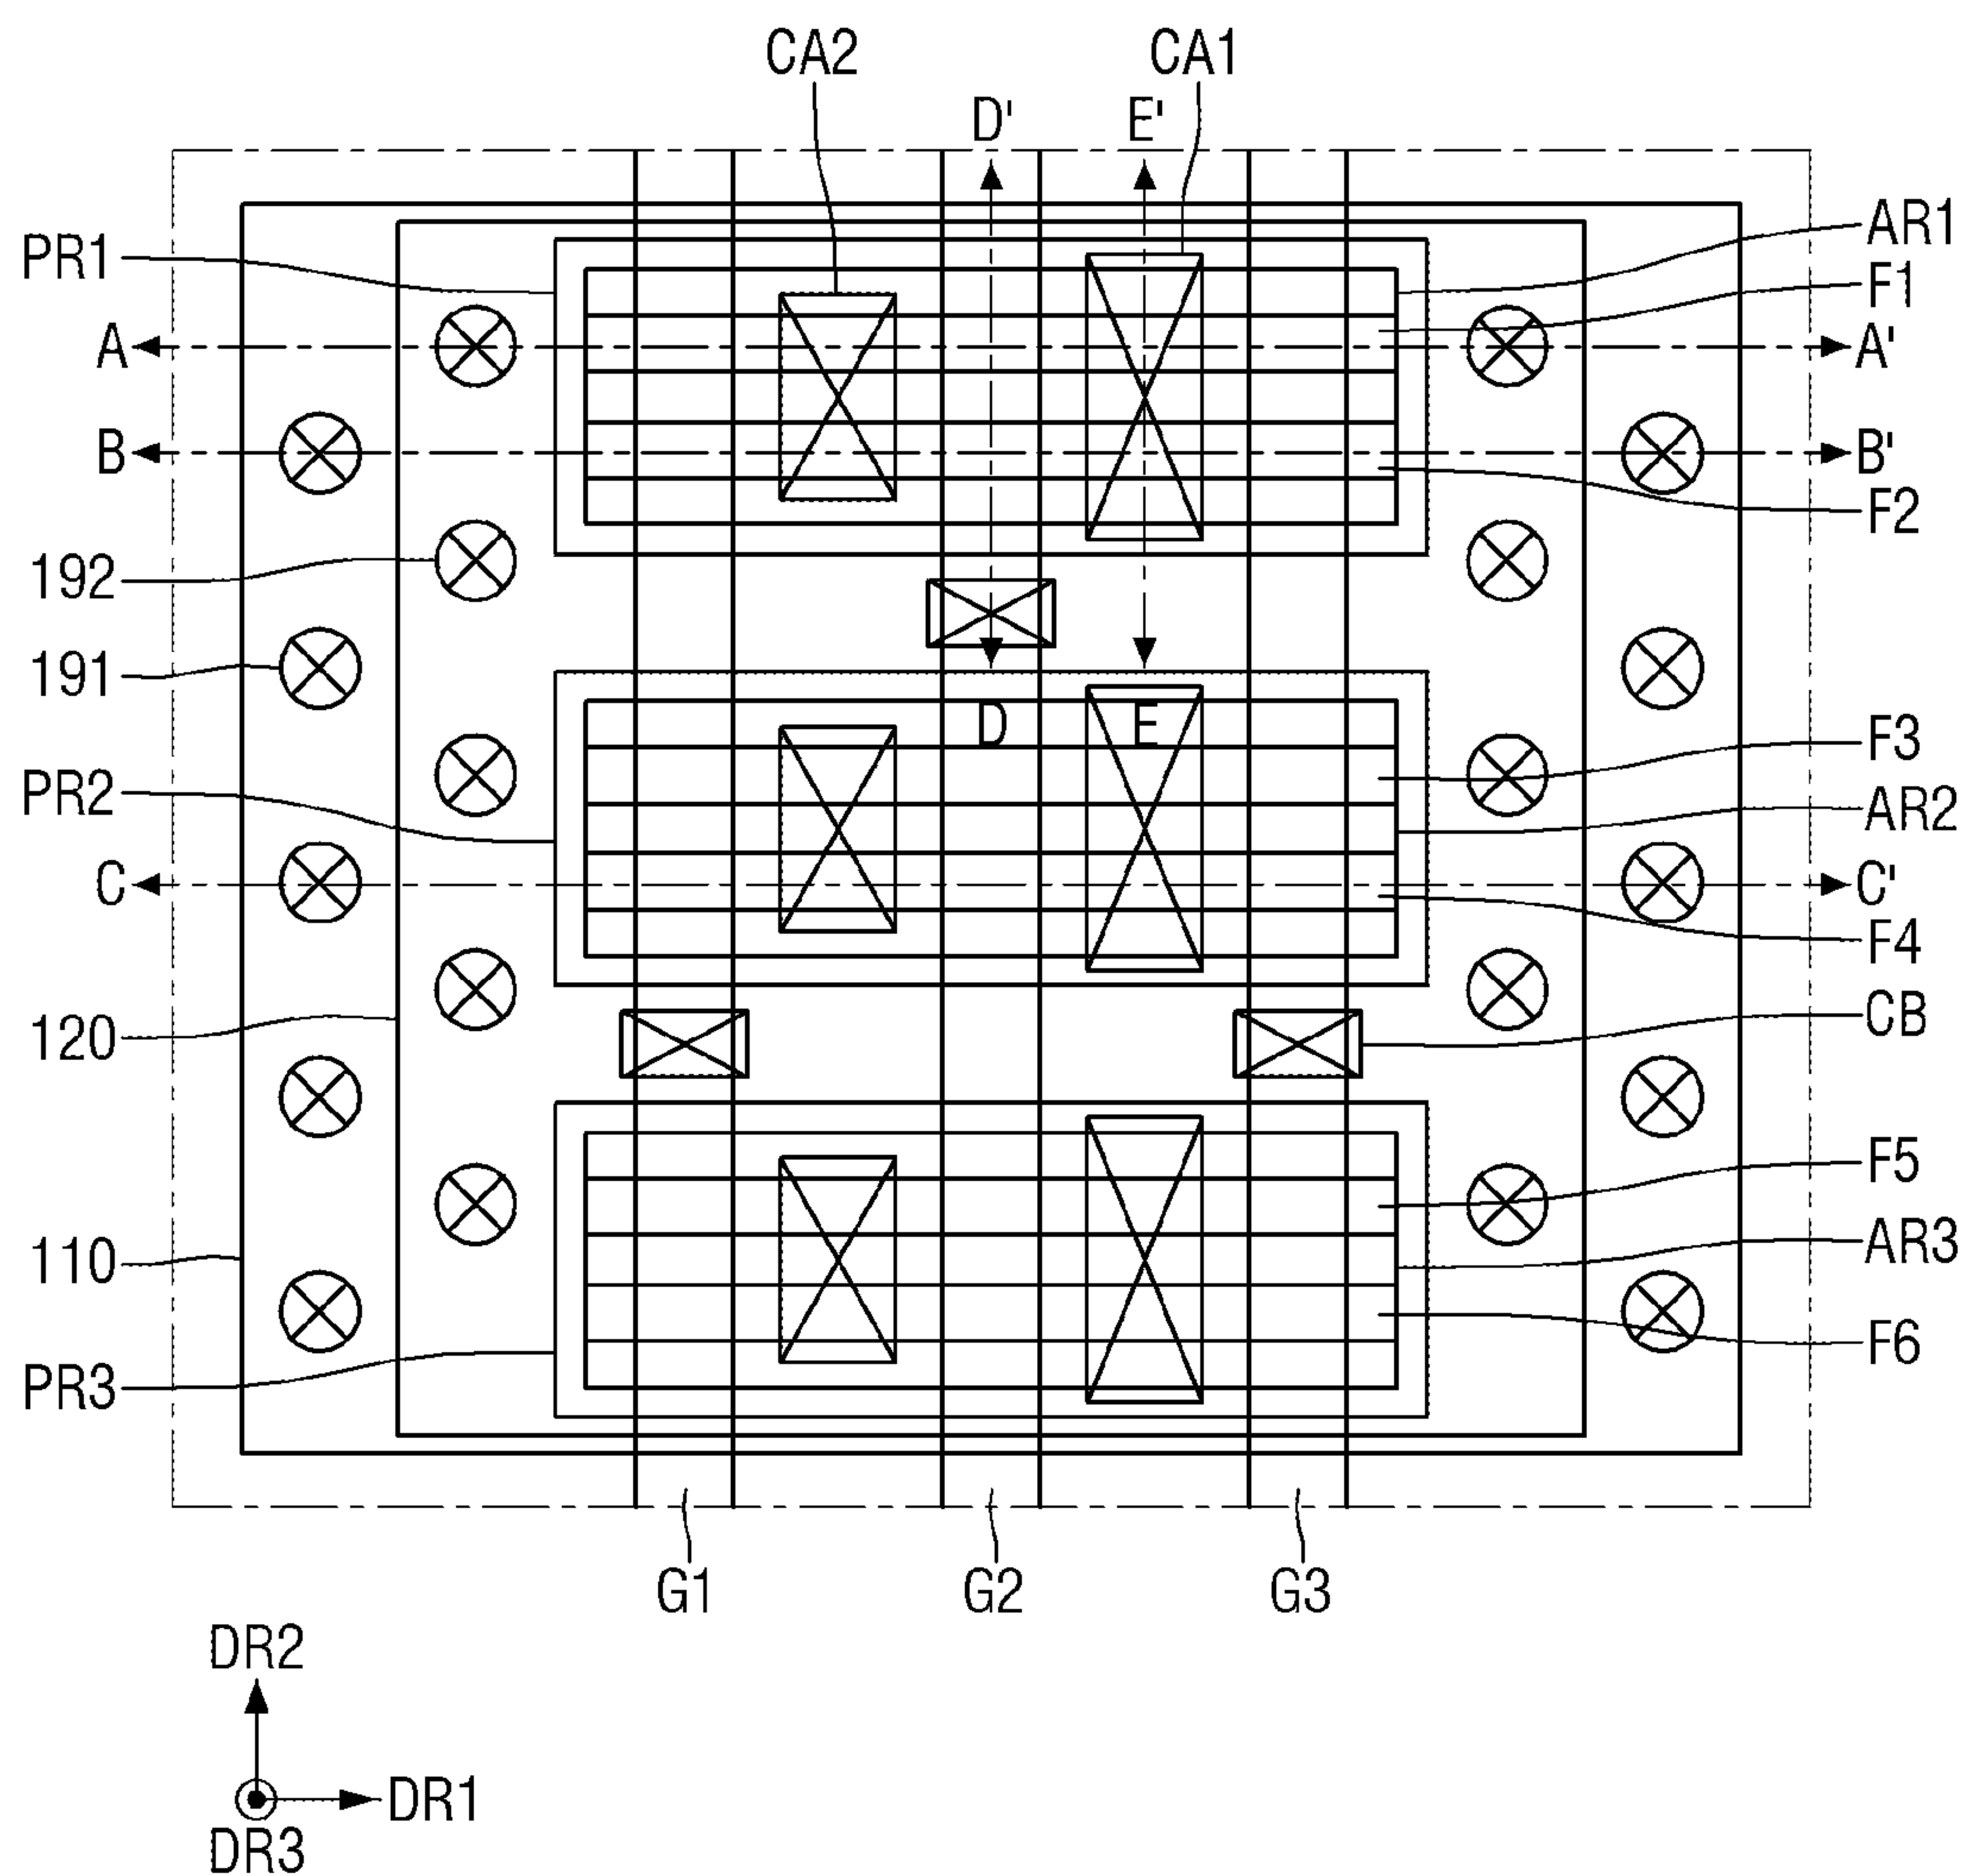 CA2 CA1
D' E'
PR1 AR1
F1
A A'
B B'
F2
192
191
D E
PR2 F3
AR2
C C'
F4
120 CB
F5
110 AR3
PR3 F6
G1 G2 G3
DR2
DR1
DR3